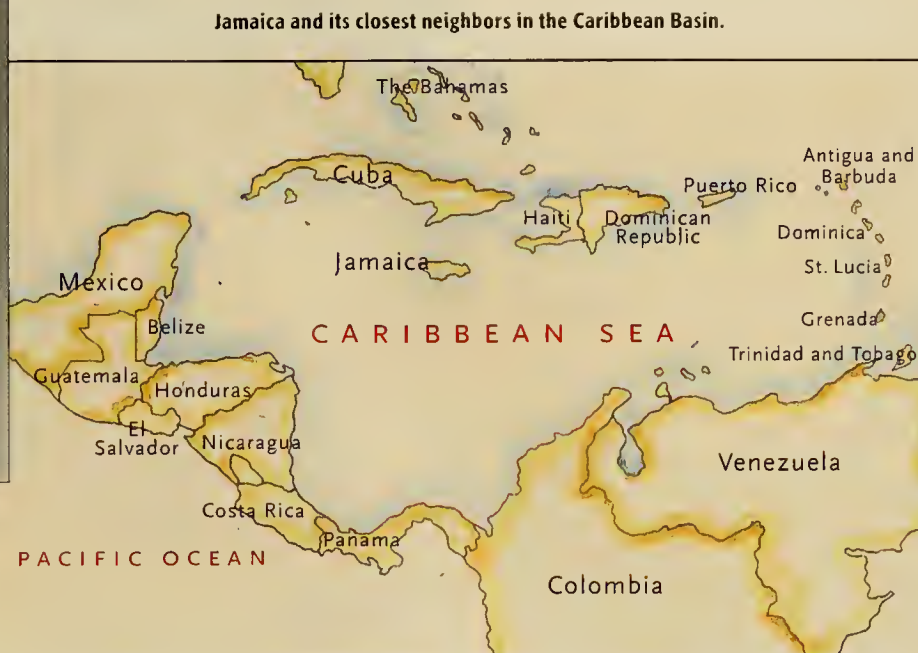 Jamaica and its closest neighbors in the Caribbean Basin.
The Bahamas
Antigua and
Barbuda
Cuba
Puerto Rico
Haiti
Dominican
Republic
Dominica
Jamaica
St. Lucia
Mexico
Grenada
Belize
CARIBBEAN SEA
Trinidad and Tobago
Guatemala
Honduras
El
Salvador
Nicaragua
Venezuela
Costa Rica
Panama
PACIFIC OCEAN
Colombia